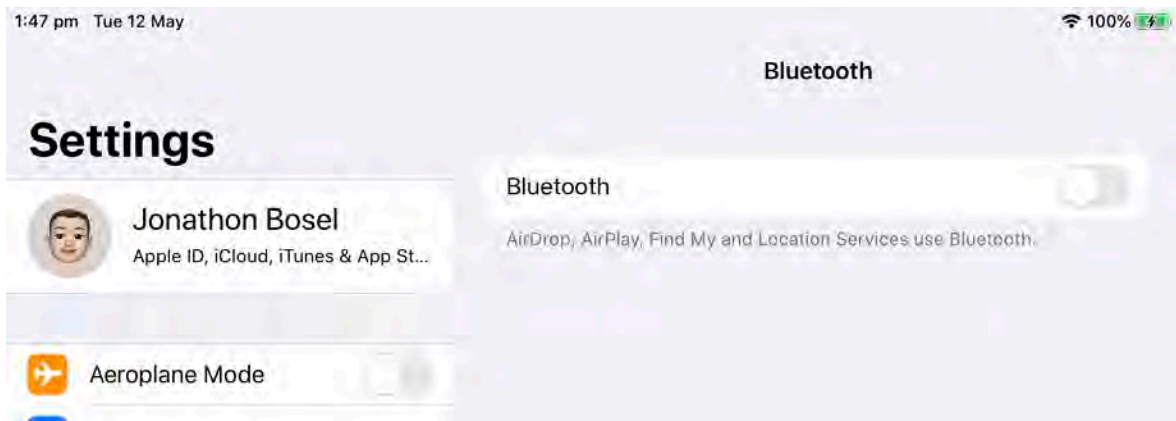 1:47 pm Tue 12 May
100%
Bluetooth
Settings
Jonathon Bosel
Apple ID, iCloud, iTunes & App St...
Bluetooth
AirDrop, AirPlay, Find My and Location Services use Bluetooth.
Aeroplane Mode